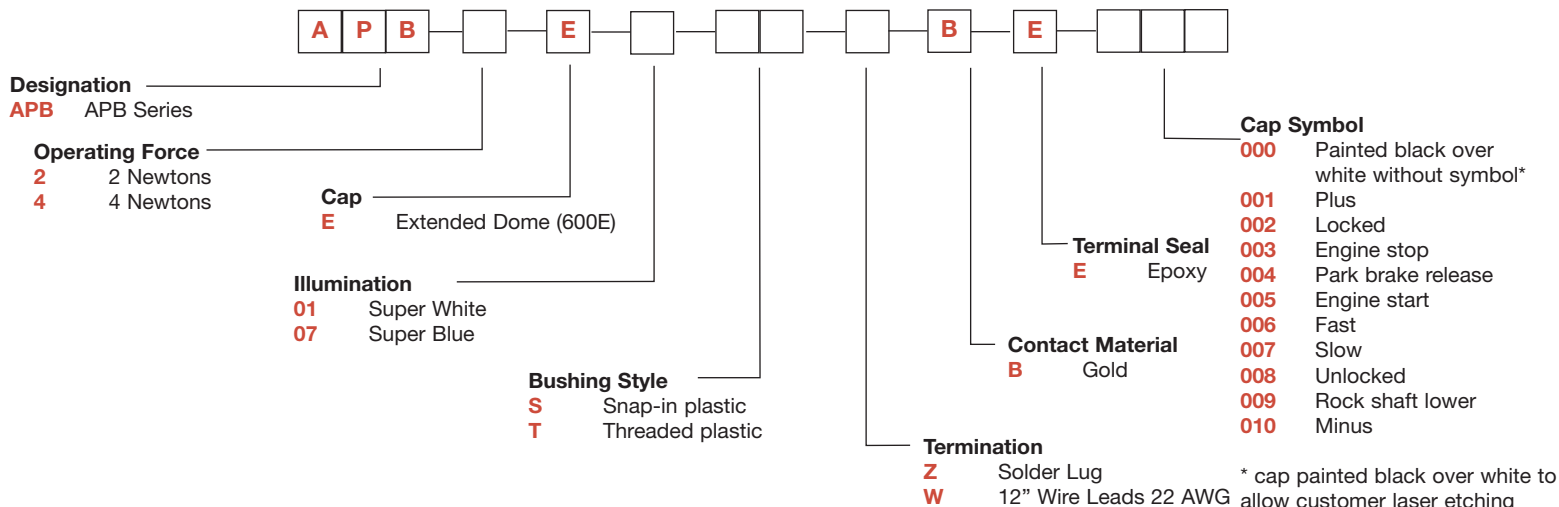 A P B E B E
Designation
APB APB Series
Operating Force
2 2 Newtons
4 4 Newtons
Cap
E Extended Dome (600E)
Illumination
01 Super White
07 Super Blue
Bushing Style
S Snap-in plastic
T Threaded plastic
Termination
Z Solder Lug
W 12” Wire Leads 22 AWG
Contact Material
B Gold
Terminal Seal
E Epoxy
Cap Symbol
000 Painted black over
white without symbol*
001 Plus
002 Locked
003 Engine stop
004 Park brake release
005 Engine start
006 Fast
007 Slow
008 Unlocked
009 Rock shaft lower
010 Minus
* cap painted black over white to
allow customer laser etching